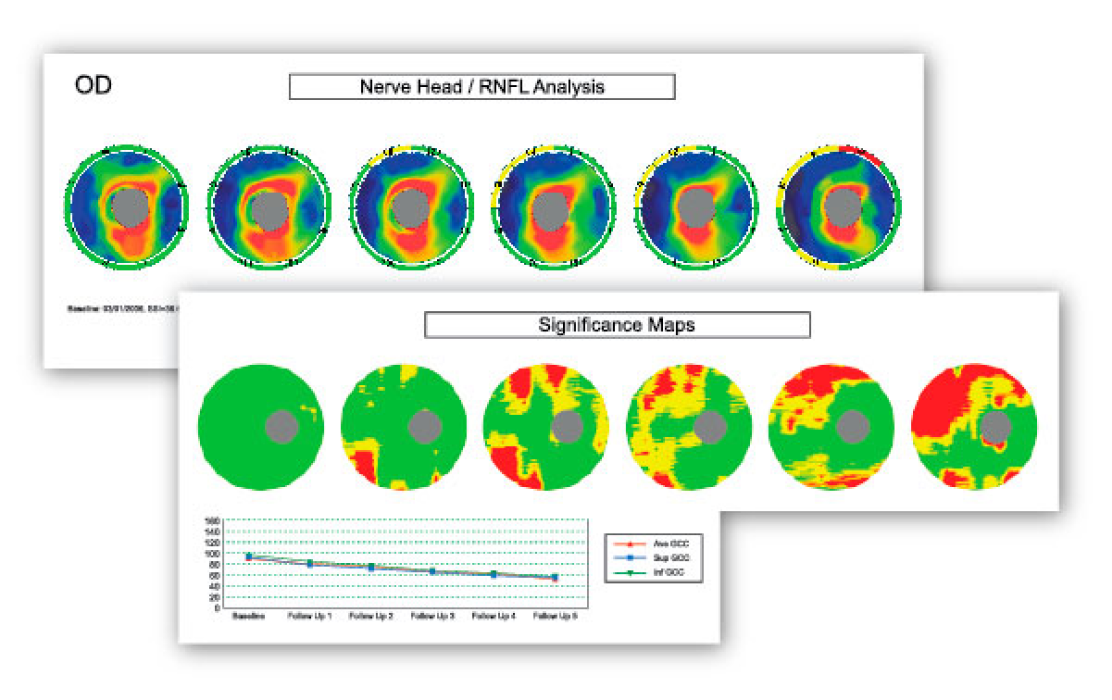 OD
Nerve Head / RNFL Analysis
Baseline: 03/01/2006,
Significance Maps
160
140
120
100
80
60
40
20
0
Baseline
Follow Up 1
Follow Up 2
Follow Up 3
Follow Up 4
Follow Up 5
Ave GCC
Sup GCC
Inf GCC